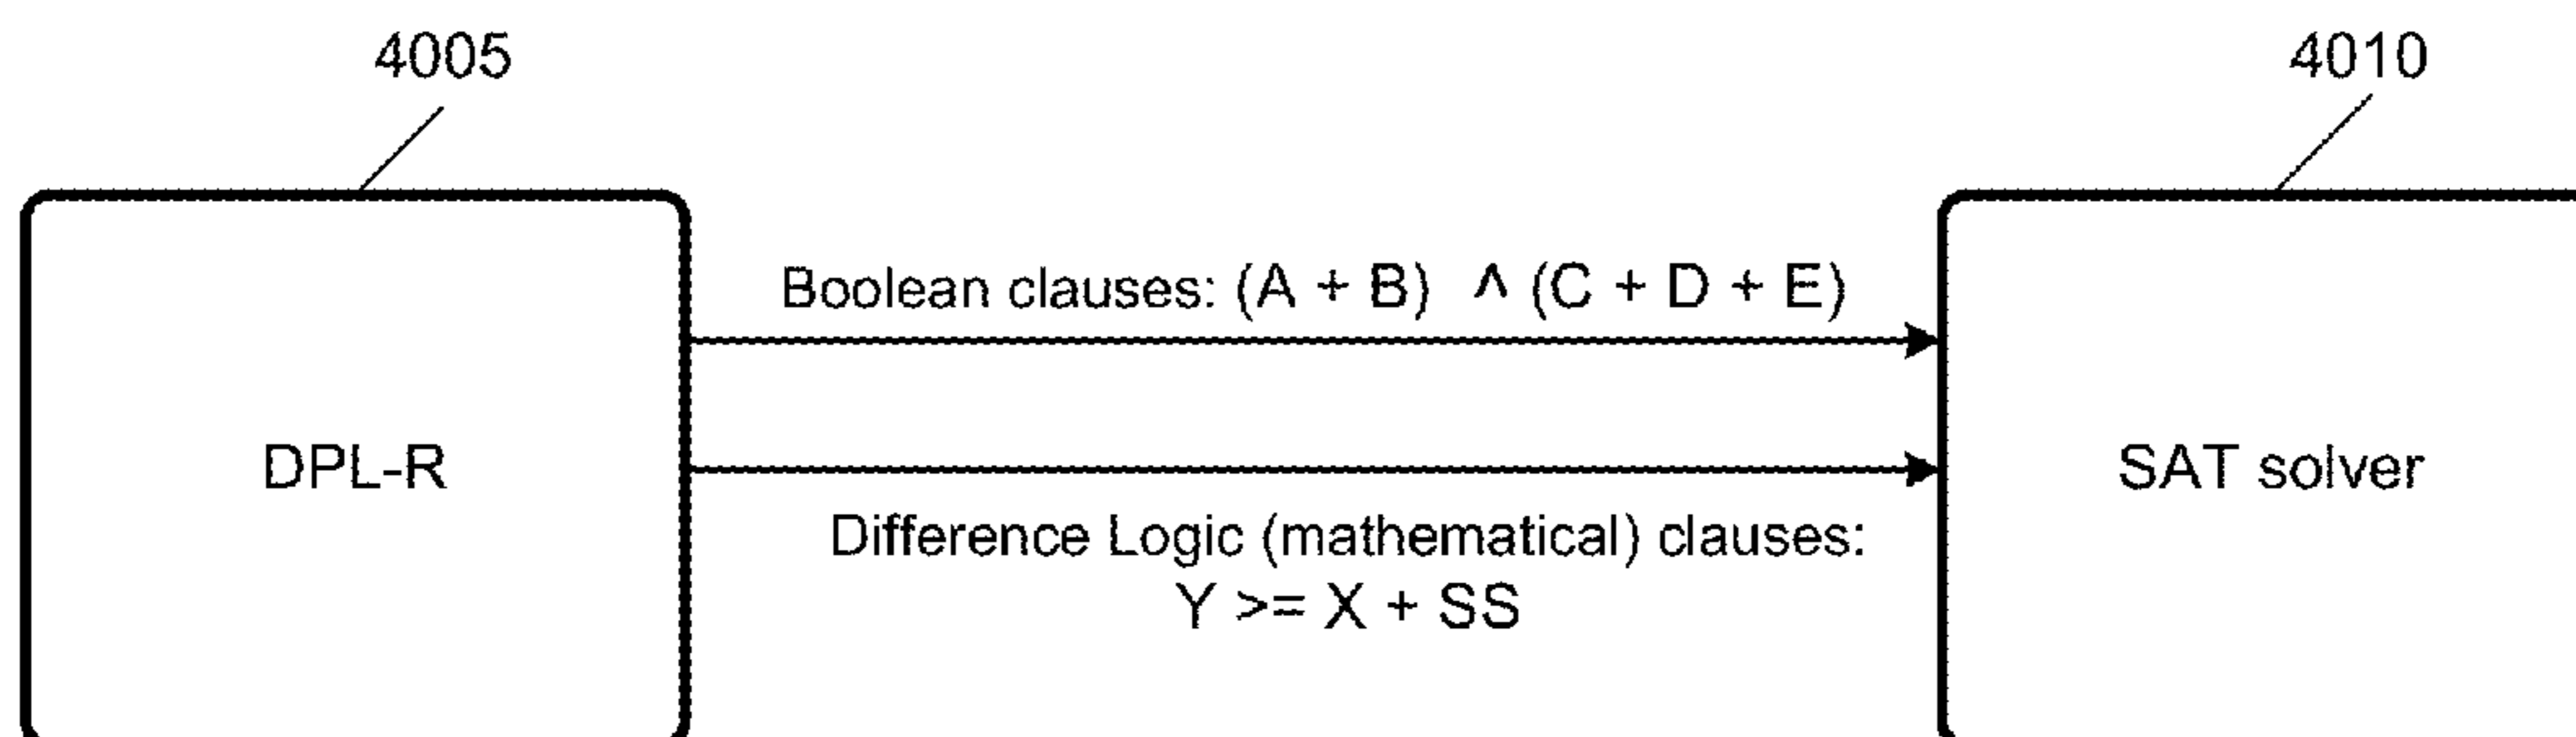 4005
4010
Boolean clauses: (A + B) ∧ (C + D + E)
DPL-R
SAT solver
Difference Logic (mathematical) clauses:
Y >= X + SS